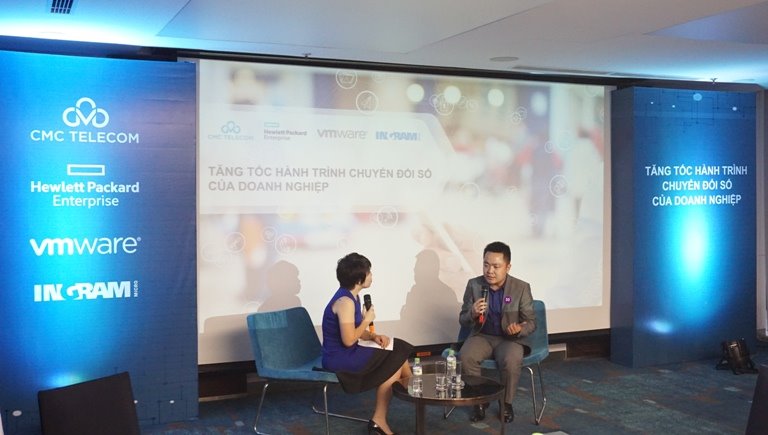 CMC TELECOM
Hewlett Packard
Enterprise
vmware®
INGRAM MICRO
CMC TELECOM
Hewlett Packard
Enterprise
vmware
INGRAM
TĂNG TỐC HÀNH TRÌNH CHUYỂN ĐỔI SỐ
CỦA DOANH NGHIỆP
TĂNG TỐC HÀNH TRÌNH
CHUYỂN ĐỔI SỐ
CỦA DOANH NGHIỆP